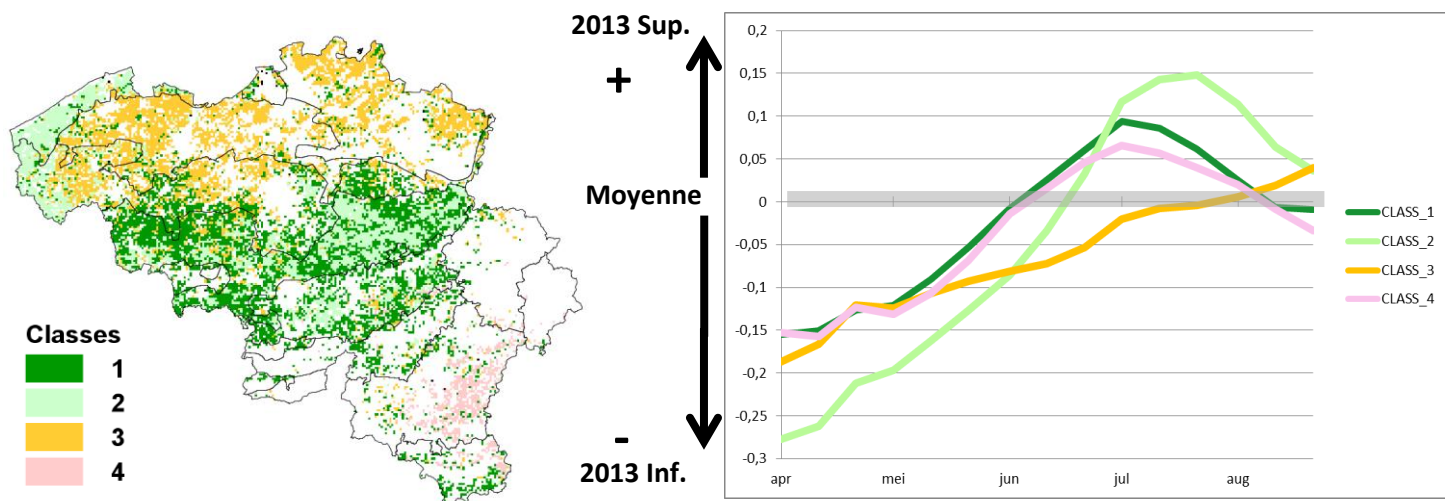 Classes
1
2
3
4
2013 Sup.
+
Moyenne
-
2013 Inf.
0,2
0,15
0,1
0,05
0
-0,05
-0,1
-0,15
-0,2
-0,25
-0,3
apr mei jun jul aug
CLASS_1
CLASS_2
CLASS_3
CLASS_4